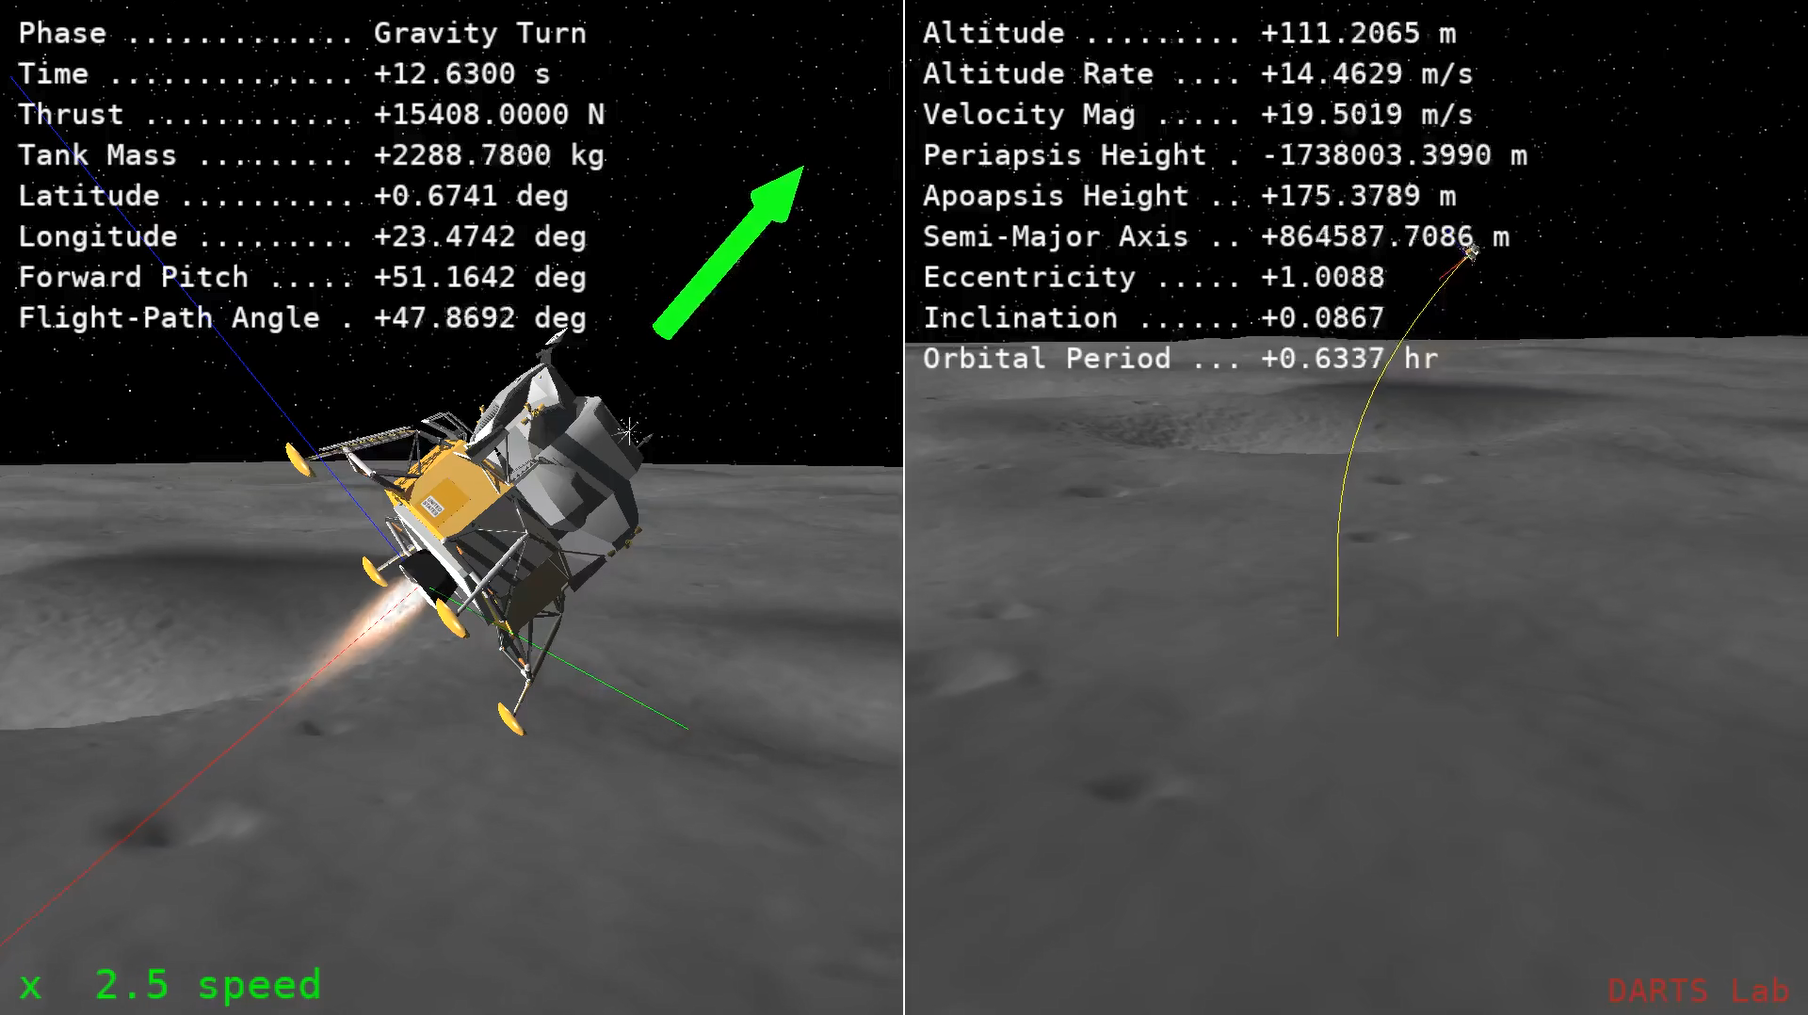 Phase ............. Gravity Turn
Time .............. +12.6300 s
Thrust ............ +15408.0000 N
Tank Mass ......... +2288.7800 kg
Latitude .......... +0.6741 deg
Longitude ......... +23.4742 deg
Forward Pitch ..... +51.1642 deg
Flight-Path Angle . +47.8692 deg
x 2.5 speed
Altitude ......... +111.2065 m
Altitude Rate .... +14.4629 m/s
Velocity Mag ..... +19.5019 m/s
Periapsis Height . -1738003.3990 m
Apoapsis Height .. +175.3789 m
Semi-Major Axis .. +864587.7086 m
Eccentricity ..... +1.0088
Inclination ...... +0.0867
Orbital Period ... +0.6337 hr
DARTS Lab